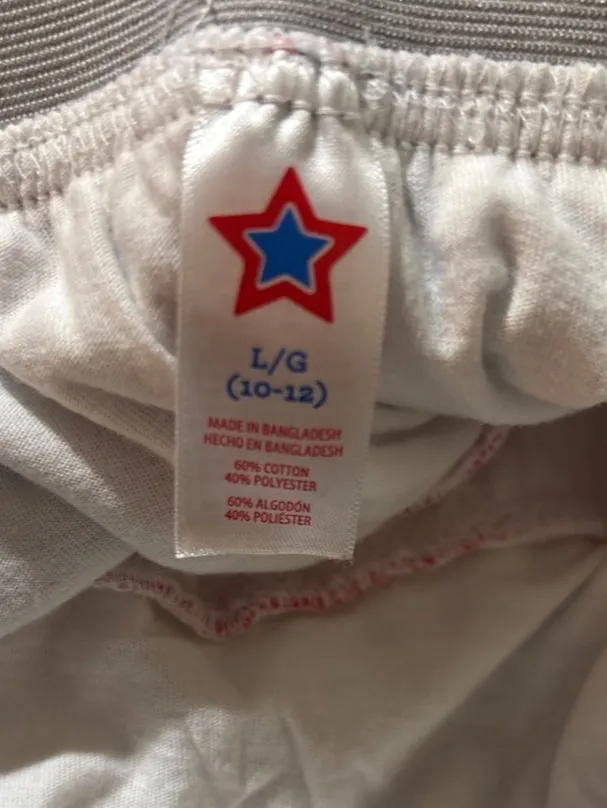 L/G
(10-12)
MADE IN BANGLADESH
HECHO EN BANGLADESH
60% COTTON
40% POLYESTER
60% ALGODÓN
40% POLIÉSTER